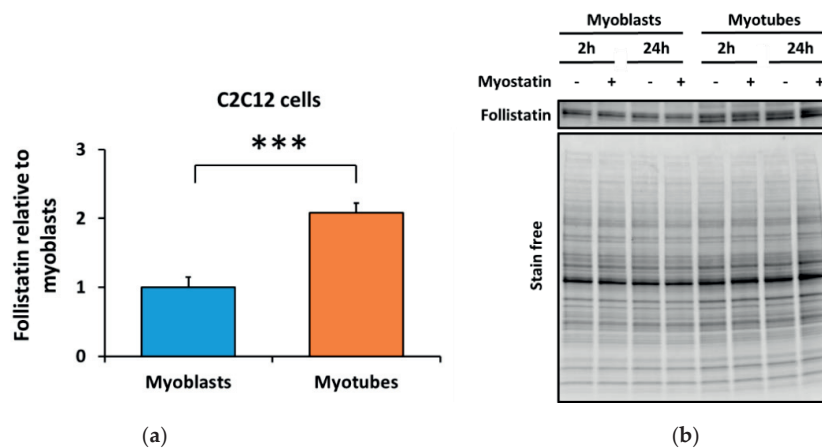 C2C12 cells
***
Follistatin relative to
myoblasts
3
2
1
0
Myoblasts
Myotubes
(a)
Myoblasts Myotubes
2h 24h 2h 24h
Myostatin - + - + - + - +
Follistatin
Stain free
(b)